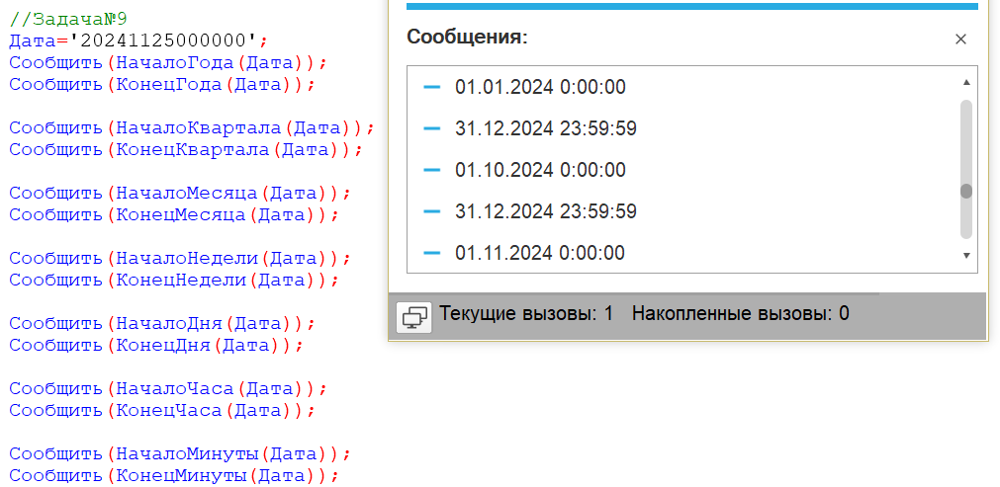 //Задача№9
Дата='20241125000000';
Сообщить(НачалоГода(Дата));
Сообщить(КонецГода(Дата));
Сообщить(НачалоКвартала(Дата));
Сообщить(КонецКвартала(Дата));
Сообщить(НачалоМесяца(Дата));
Сообщить(КонецМесяца(Дата));
Сообщить(НачалоНедели(Дата));
Сообщить(КонецНедели(Дата));
Сообщить(НачалоДня(Дата));
Сообщить(КонецДня(Дата));
Сообщить(НачалоЧаса(Дата));
Сообщить(КонецЧаса(Дата));
Сообщить(НачалоМинуты(Дата));
Сообщить(КонецМинуты(Дата));
Сообщения:
01.01.2024 0:00:00
31.12.2024 23:59:59
01.10.2024 0:00:00
31.12.2024 23:59:59
01.11.2024 0:00:00
Текущие вызовы: 1 Накопленные вызовы: 0